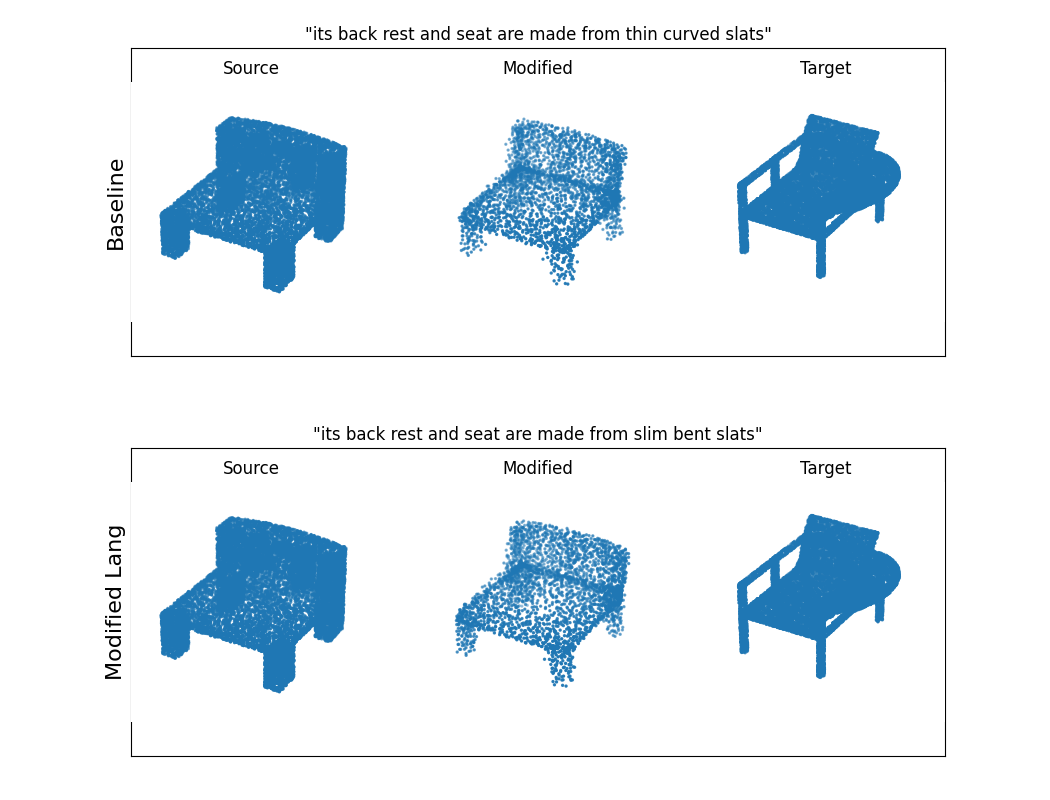 "its back rest and seat are made from thin curved slats"
Source Modified Target
Baseline
"its back rest and seat are made from slim bent slats"
Source Modified Target
Modified Lang